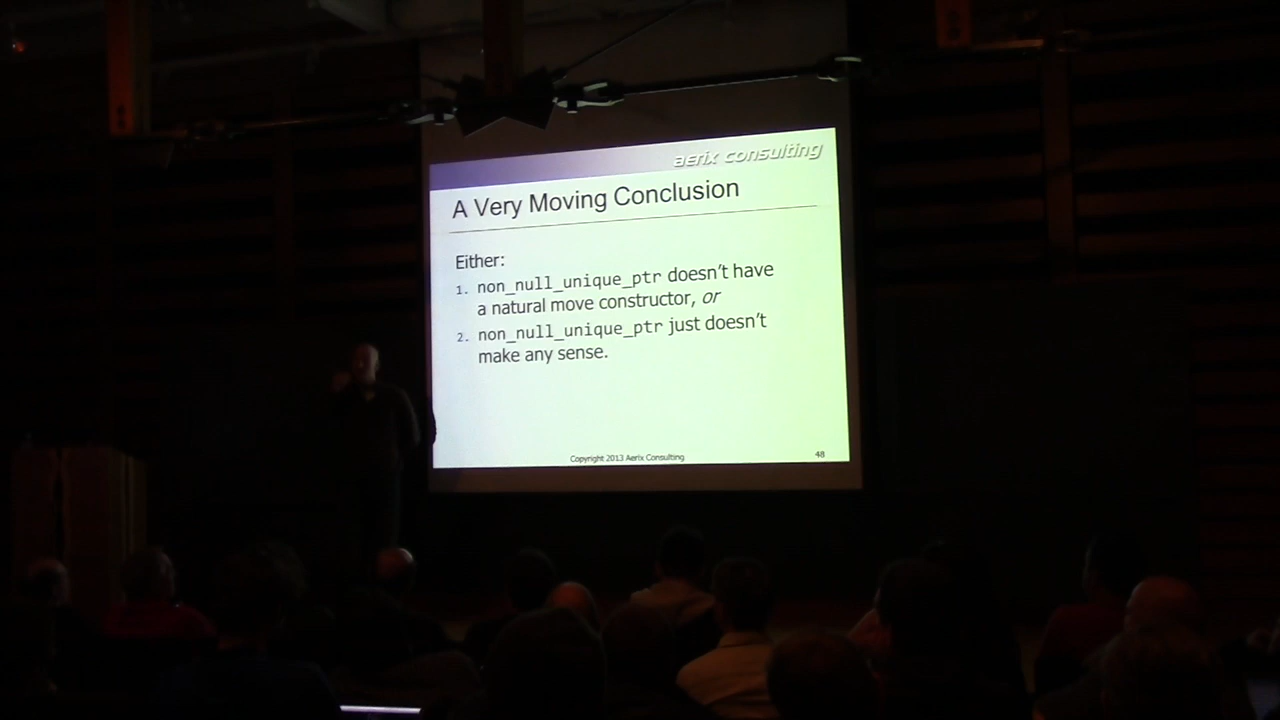 aerix consulting
A Very Moving Conclusion
Either:
1. non_null_unique_ptr doesn't have
a natural move constructor, or
2. non_null_unique_ptr just doesn't
make any sense.
Copyright 2013 Aerix Consulting
48